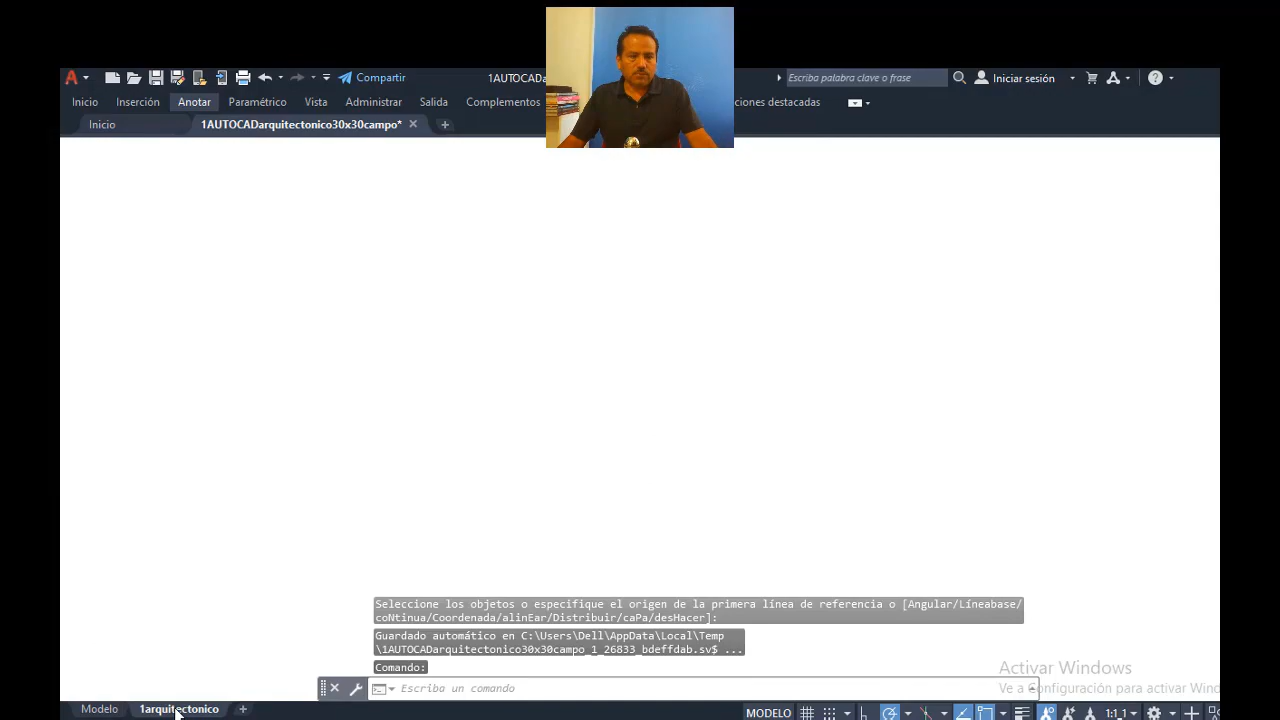 Compartir
1AUTOCADa
Escriba palabra clave o frase
Iniciar sesión
Inicio Inserción Anotar Paramétrico Vista Administrar Salida Complementos
ciones destacadas
Inicio
1AUTOCADarquitectonico30x30campo*
Seleccione los objetos o especifique el origen de la primera línea de referencia o [Angular/Líneabase/
coNtinua/Coordenada/alinEar/Distribuir/caPa/desHacer]:
Guardado automático en C:\Users\Dell\AppData\Local\Temp
\1AUTOCADarquitectonico30x30campo_1_26833_bdeffdab.sv$ ...
Comando:
Activar Windows
Escriba un comando
Ve a Configuración para activar Wind
Modelo
1arquitectonico
MODELO
1:1_1